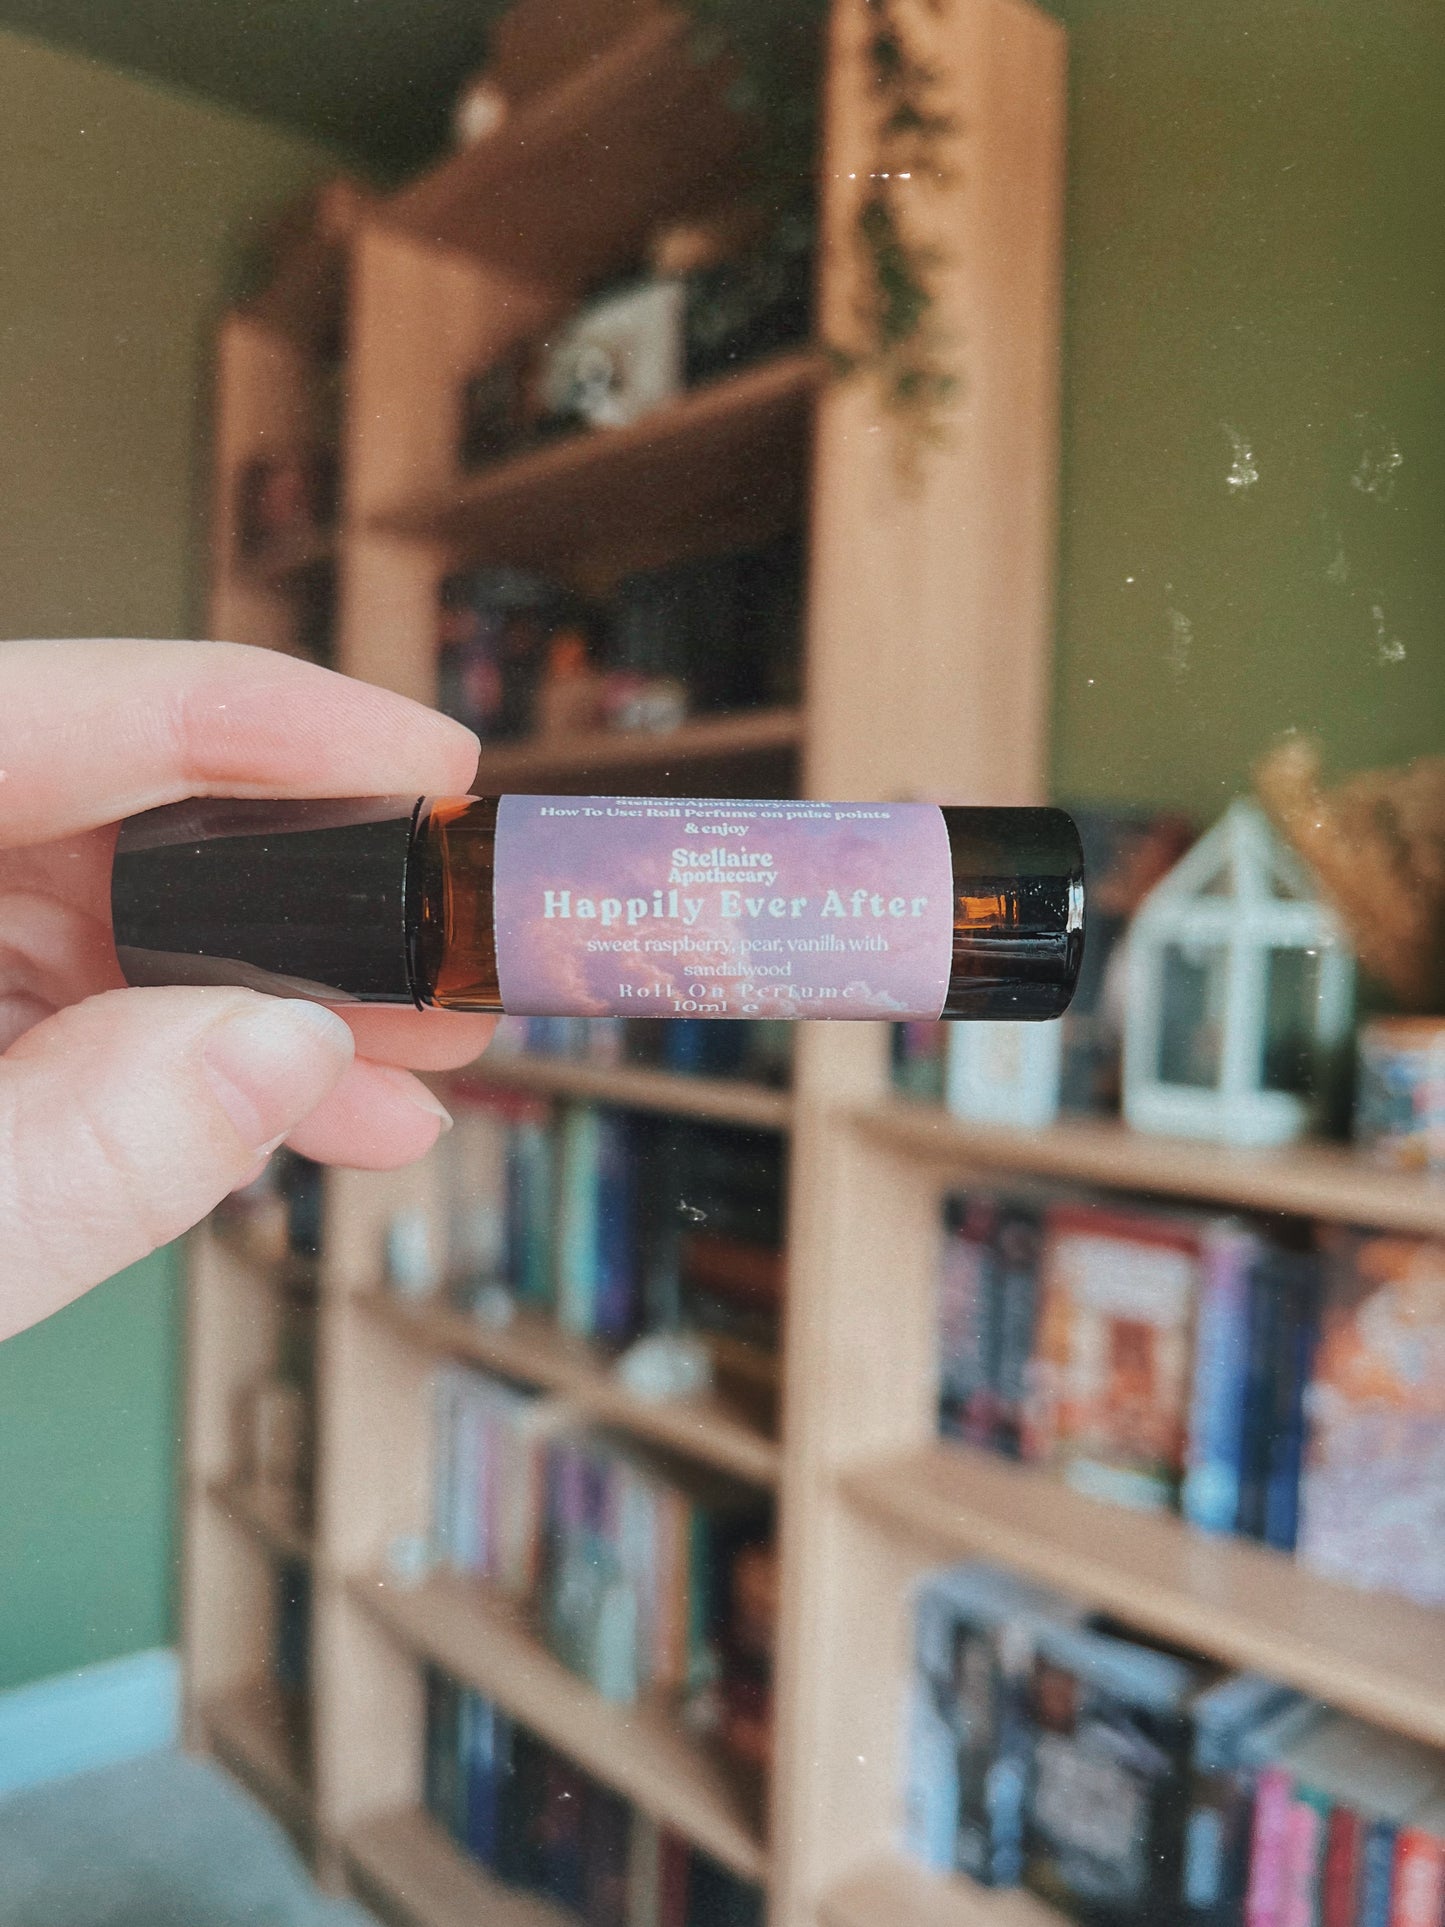 StellaireApothecary.co.uk
How To Use: Roll Perfume on pulse points
& enjoy
Stellaire
Apothecary
Happily Ever After
sweet raspberry, pear, vanilla with
sandalwood
Roll On Perfume
10ml e